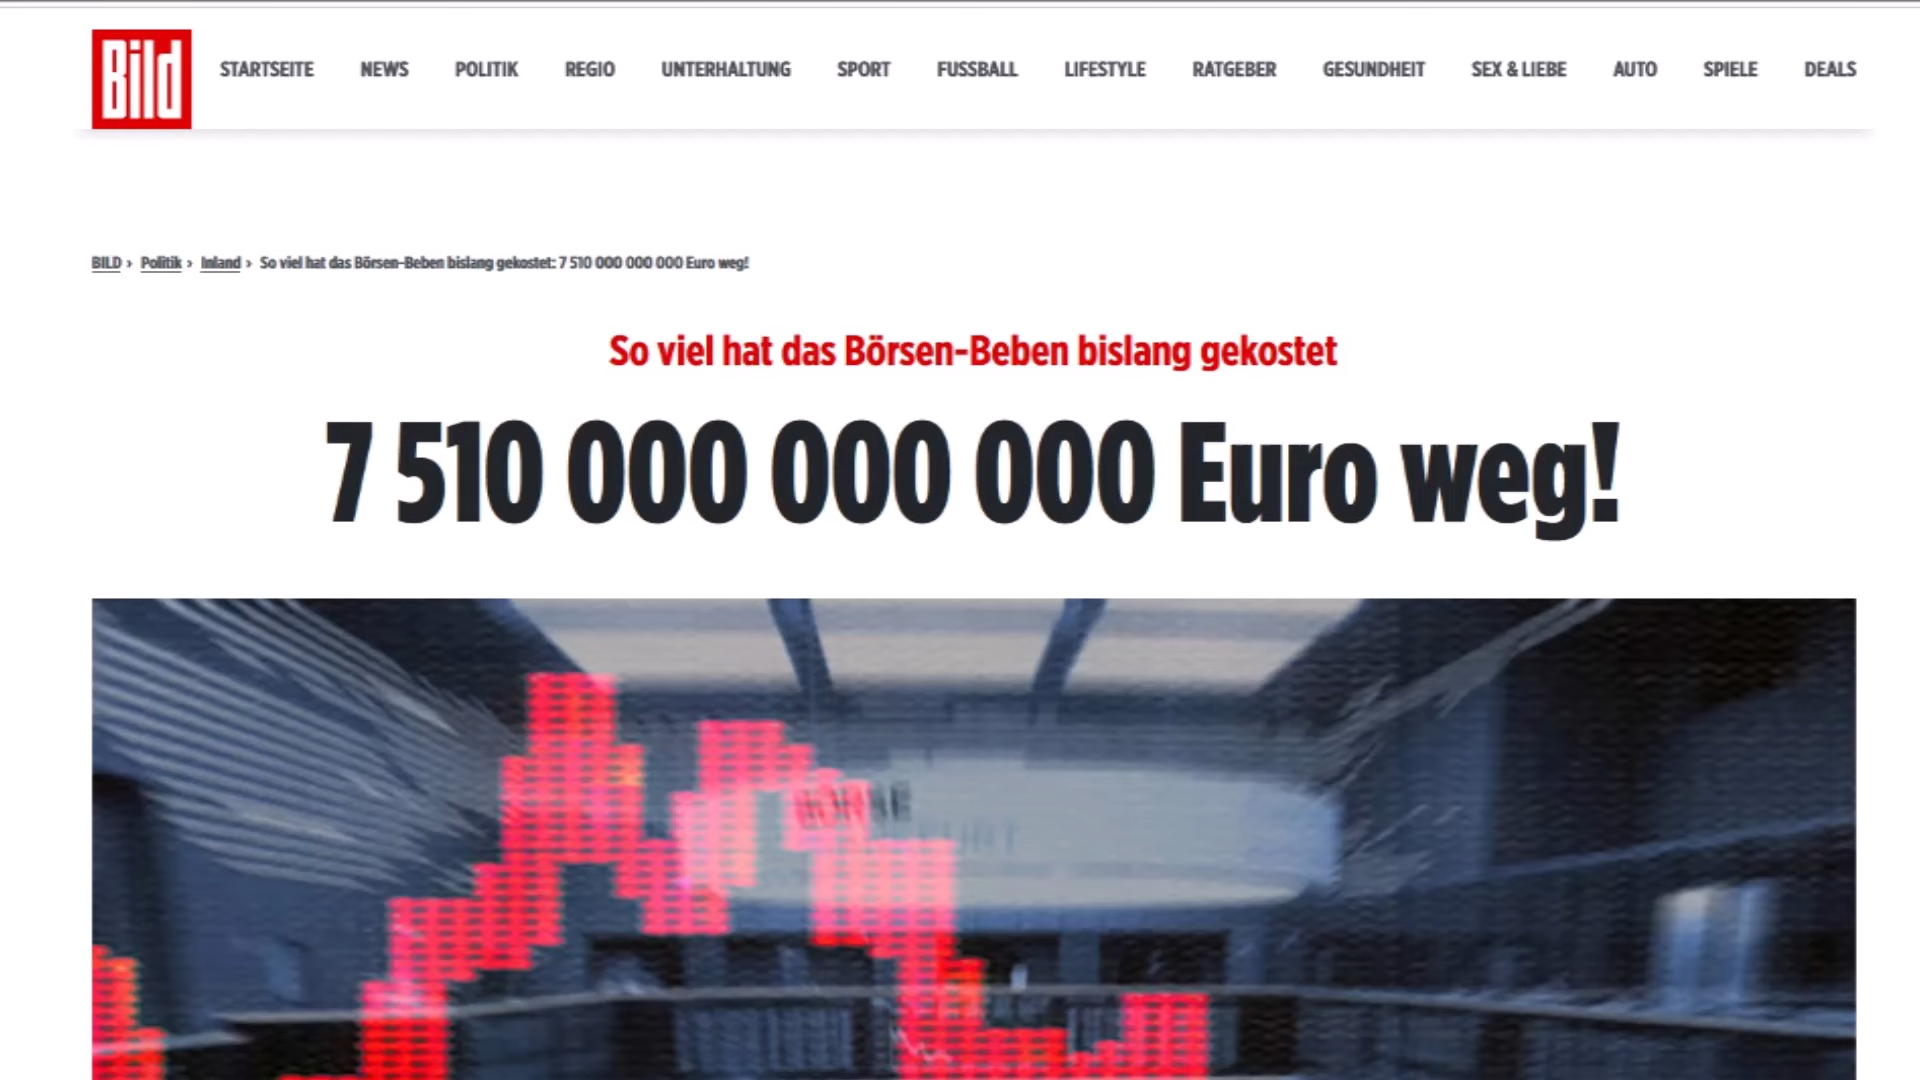 Bild
STARTSEITE NEWS POLITIK REGIO UNTERHALTUNG SPORT FUSSBALL LIFESTYLE RATGEBER GESUNDHEIT SEX & LIEBE AUTO SPIELE DEALS
BILD › Politik › Inland › So viel hat das Börsen-Beben bislang gekostet: 7 510 000 000 000 Euro weg!
So viel hat das Börsen-Beben bislang gekostet
7 510 000 000 000 Euro weg!
BÖRSE